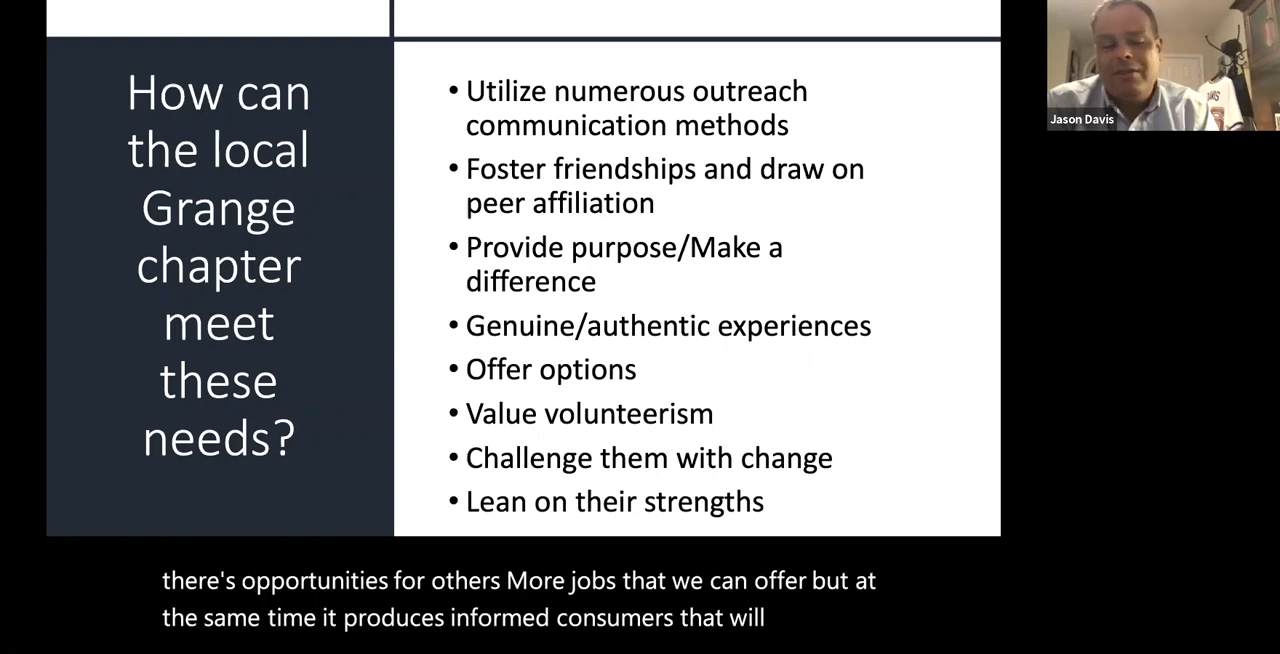 How can
the local
Grange
chapter
meet
these
needs?
• Utilize numerous outreach
communication methods
• Foster friendships and draw on
peer affiliation
• Provide purpose/Make a
difference
• Genuine/authentic experiences
• Offer options
• Value volunteerism
• Challenge them with change
• Lean on their strengths
Jason Davis
there's opportunities for others More jobs that we can offer but at
the same time it produces informed consumers that will